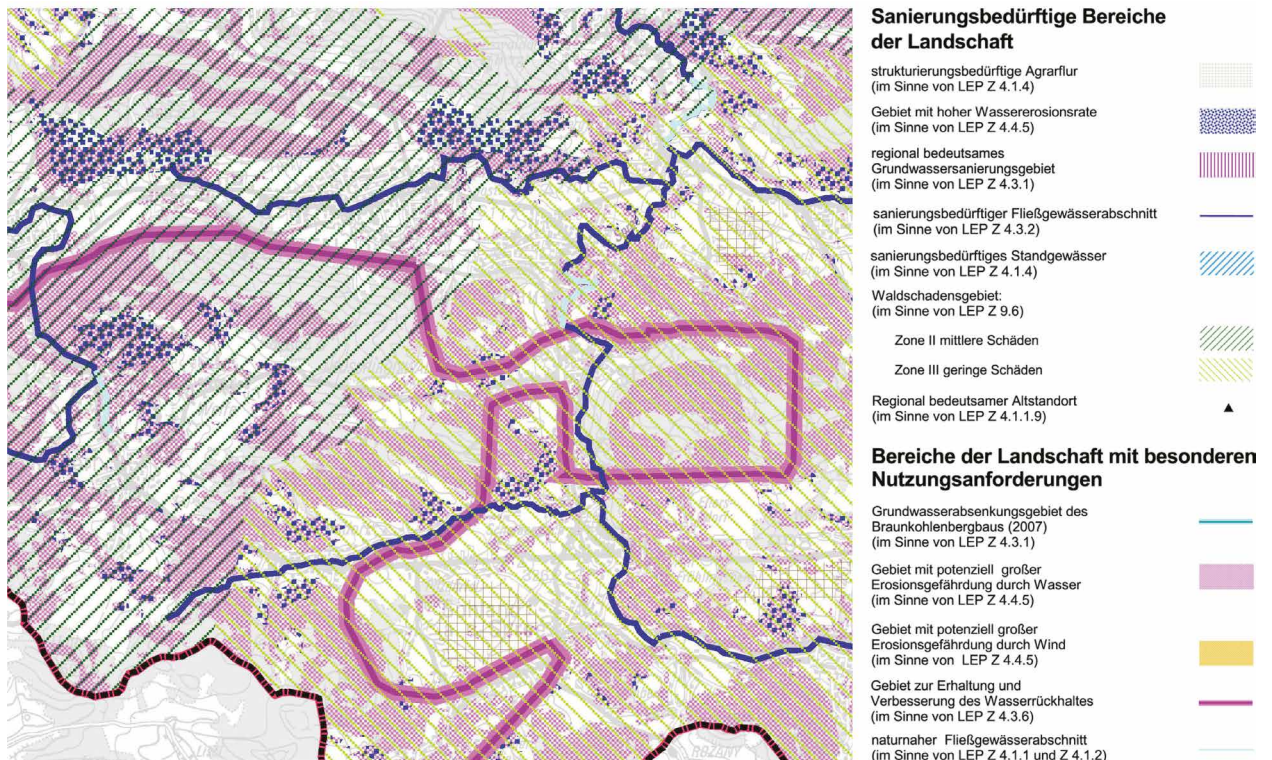 Sanierungsbedürftige Bereiche
der Landschaft
strukturierungsbedürftige Agrarflur
(im Sinne von LEP Z 4.1.4)
Gebiet mit hoher Wassererosionsrate
(im Sinne von LEP Z 4.4.5)
regional bedeutsames
Grundwassersanierungsgebiet
(im Sinne von LEP Z 4.3.1)
sanierungsbedürftiger Fließgewässerabschnitt
(im Sinne von LEP Z 4.3.2)
sanierungsbedürftiges Standgewässer
(im Sinne von LEP Z 4.1.4)
Waldschadensgebiet:
(im Sinne von LEP Z 9.6)
Zone II mittlere Schäden
Zone III geringe Schäden
Regional bedeutsamer Altstandort
(im Sinne von LEP Z 4.1.1.9)
Bereiche der Landschaft mit besonderen
Nutzungsanforderungen
Grundwasserabsenkungsgebiet des
Braunkohlenbergbaus (2007)
(im Sinne von LEP Z 4.3.1)
Gebiet mit potenziell großer
Erosionsgefährdung durch Wasser
(im Sinne von LEP Z 4.4.5)
Gebiet mit potenziell großer
Erosionsgefährdung durch Wind
(im Sinne von LEP Z 4.4.5)
Gebiet zur Erhaltung und
Verbesserung des Wasserrückhaltes
(im Sinne von LEP Z 4.3.6)
naturnaher Fließgewässerabschnitt
(im Sinne von LEP Z 4.1.1 und Z 4.1.2)
ROŽANY